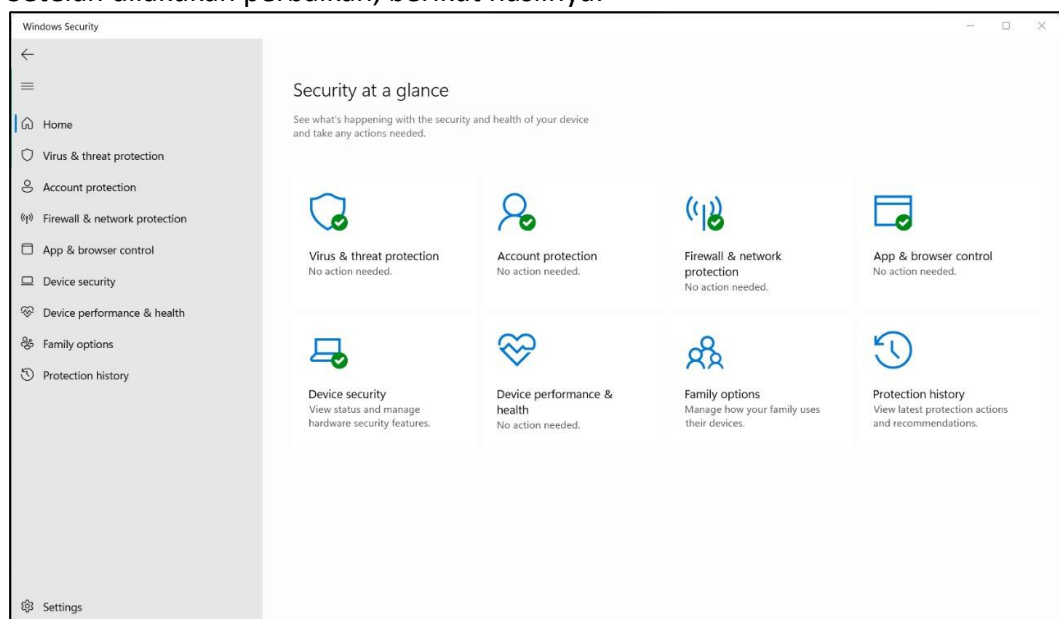 Setelah dilakukan perbaikan, berikut hasilnya:
Windows Security
Home
Virus & threat protection
Account protection
Firewall & network protection
App & browser control
Device security
Device performance & health
Family options
Protection history
Settings
Security at a glance
See what's happening with the security and health of your device
and take any actions needed.
Virus & threat protection
No action needed.
Account protection
No action needed.
Firewall & network
protection
No action needed.
App & browser control
No action needed.
Device security
View status and manage
hardware security features.
Device performance &
health
No action needed.
Family options
Manage how your family uses
their devices.
Protection history
View latest protection actions
and recommendations.